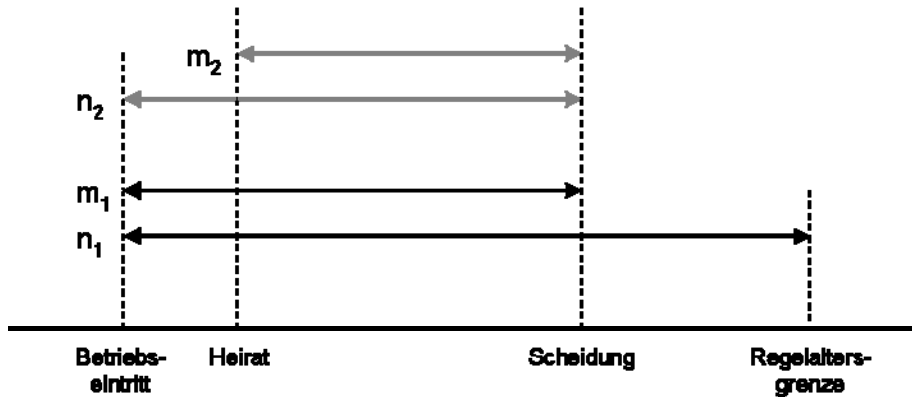 m2
n2
m1
n1
Betriebs-
eintritt
Heirat
Scheidung
Regelalters-
grenze